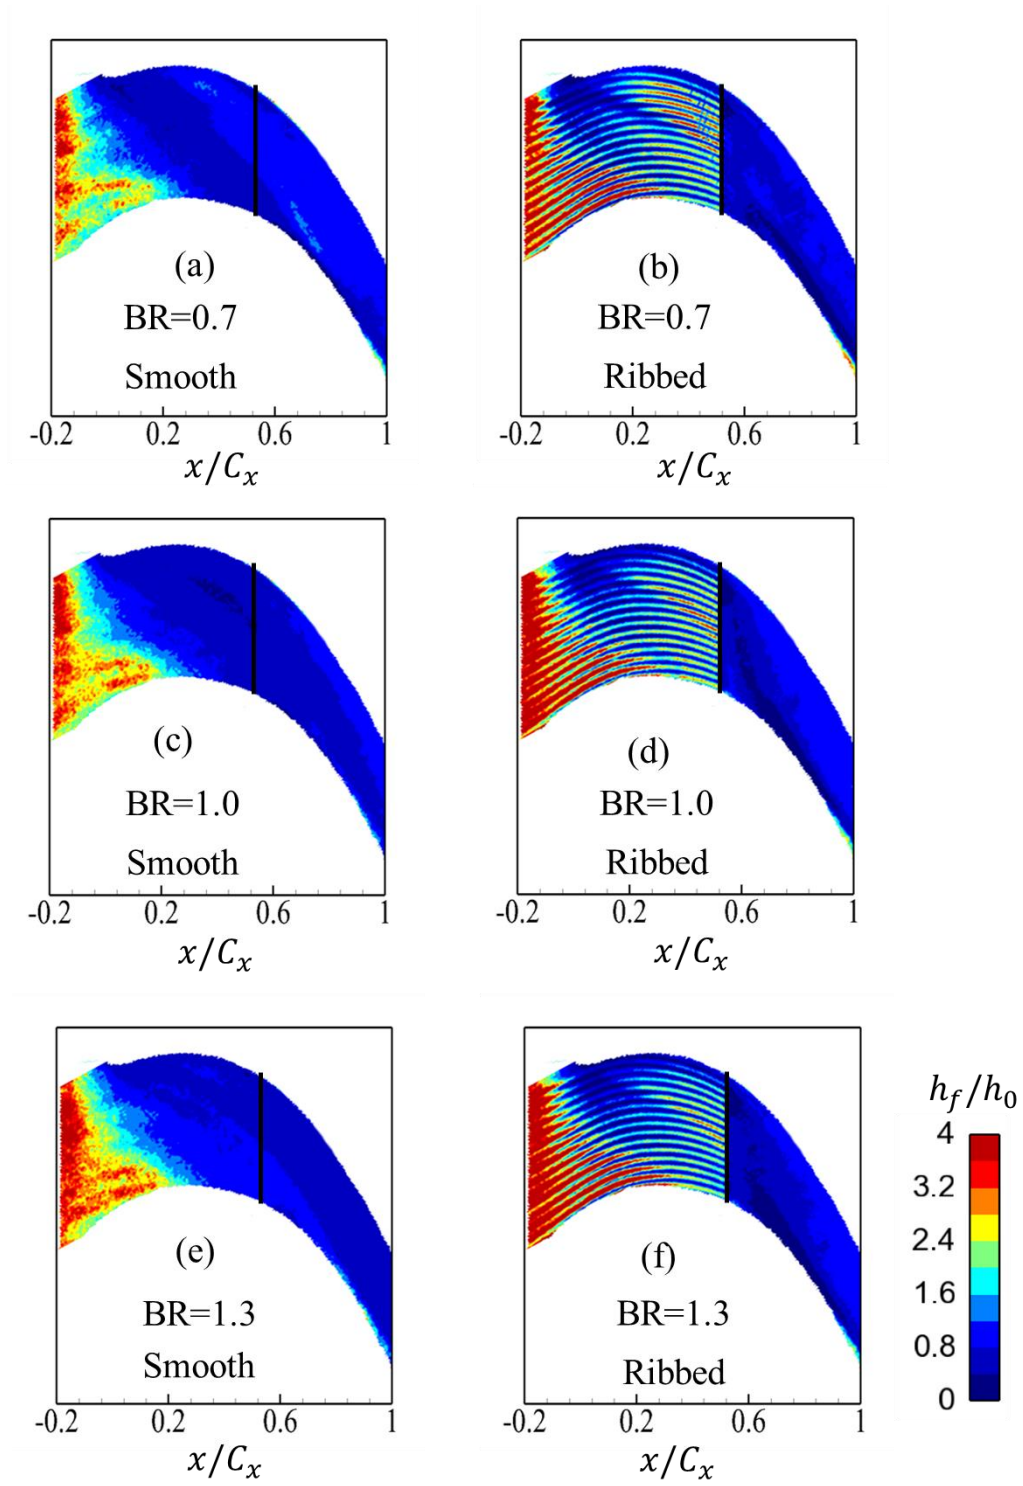 (a)
BR=0.7
Smooth
-0.2 0.2 0.6 1
x/Cₓ
(b)
BR=0.7
Ribbed
-0.2 0.2 0.6 1
x/Cₓ
(c)
BR=1.0
Smooth
-0.2 0.2 0.6 1
x/Cₓ
(d)
BR=1.0
Ribbed
-0.2 0.2 0.6 1
x/Cₓ
(e)
BR=1.3
Smooth
-0.2 0.2 0.6 1
x/Cₓ
(f)
BR=1.3
Ribbed
-0.2 0.2 0.6 1
x/Cₓ
h_f/h_0
4
3.2
2.4
1.6
0.8
0